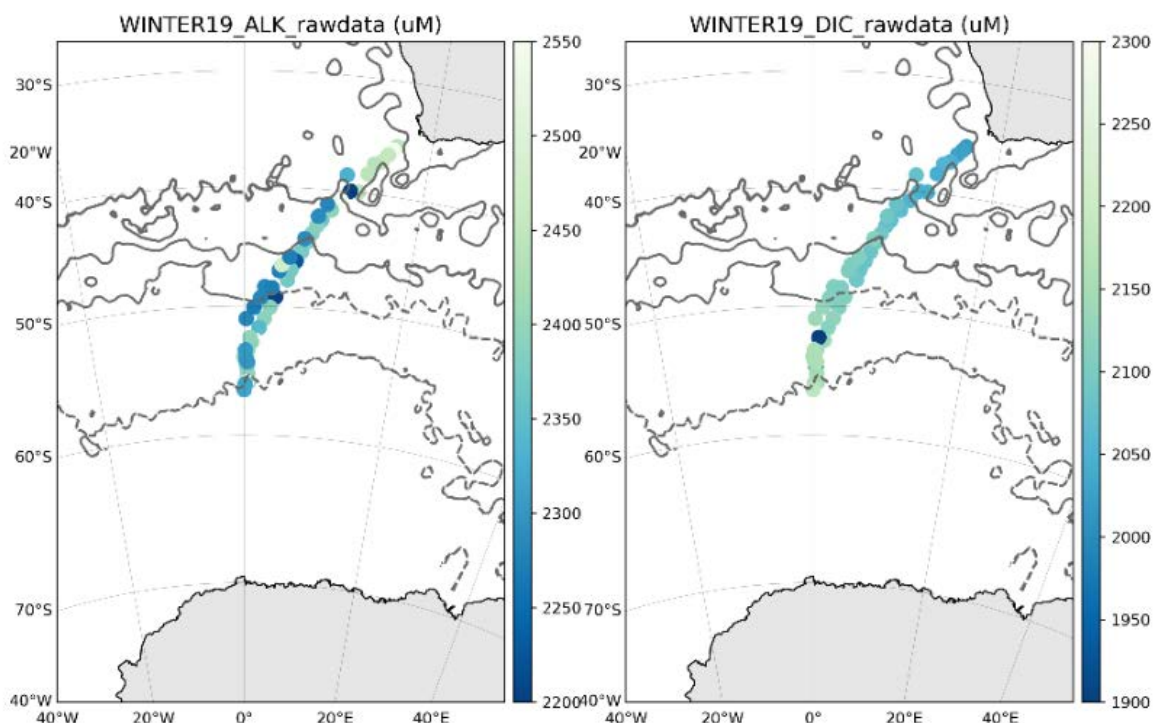 WINTER19_ALK_rawdata (uM)
30°S
20°W
40°S
50°S
60°S
70°S
40°W
40°W
20°W
0°
20°E
40°E
2550
2500
2450
2400
2350
2300
2250
2200
WINTER19_DIC_rawdata (uM)
30°S
20°W
40°S
50°S
60°S
70°S
40°W
40°W
20°W
0°
20°E
40°E
2300
2250
2200
2150
2100
2050
2000
1950
1900